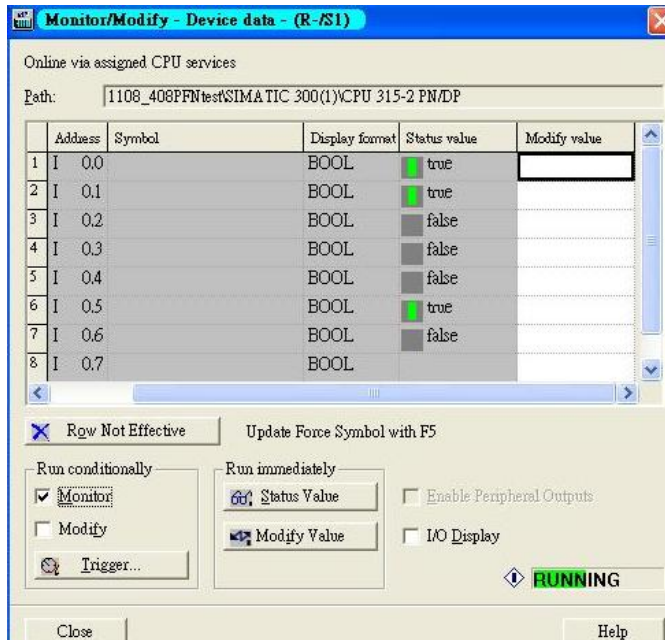 Monitor/Modify - Device data - (R-/S1)
Online via assigned CPU services
Path: 1108_408PFNtest\SIMATIC 300(1)\CPU 315-2 PN/DP
Address Symbol Display format Status value Modify value
1 I 0.0 BOOL true
2 I 0.1 BOOL true
3 I 0.2 BOOL false
4 I 0.3 BOOL false
5 I 0.4 BOOL false
6 I 0.5 BOOL true
7 I 0.6 BOOL false
8 I 0.7 BOOL
Row Not Effective Update Force Symbol with F5
Run conditionally Run immediately
Monitor Status Value Enable Peripheral Outputs
Modify Modify Value I/O Display
Trigger...
RUNNING
Close Help